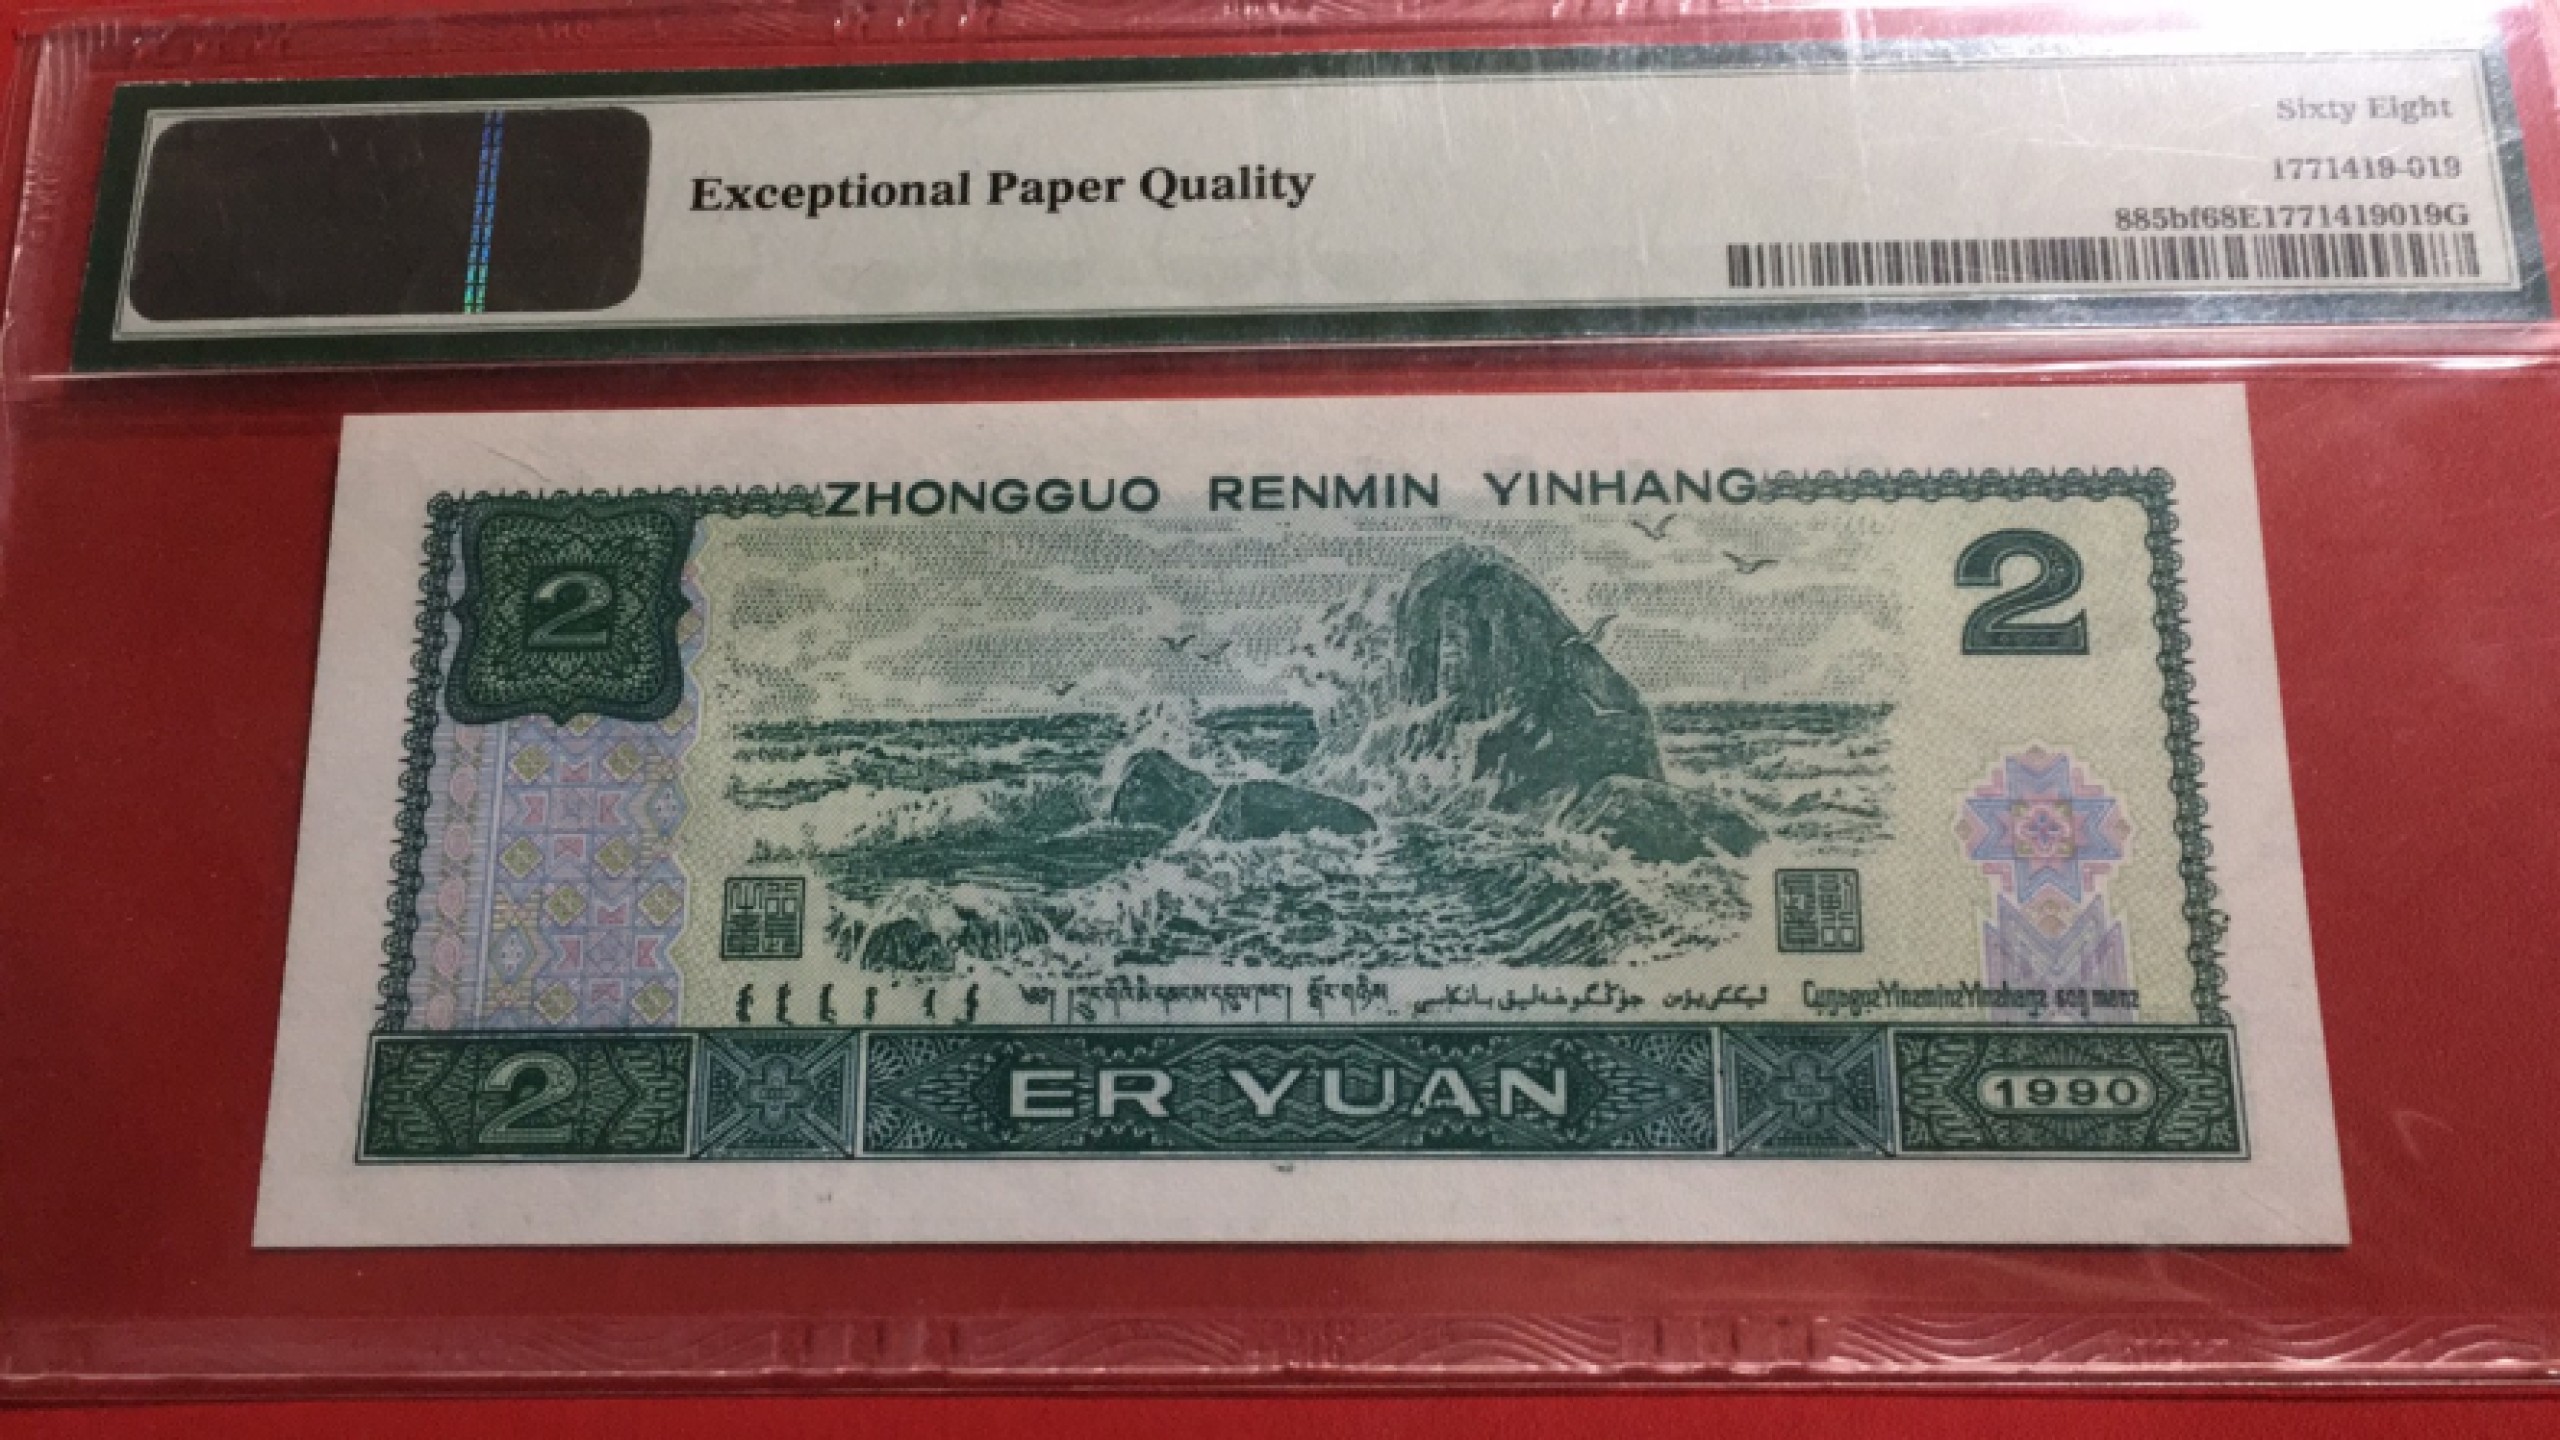 Sixty Eight
1771419-019
Exceptional Paper Quality
885bf68E1771419019G
ZHONGGUO RENMIN YINHANG
2
2
2
ER YUAN
1990